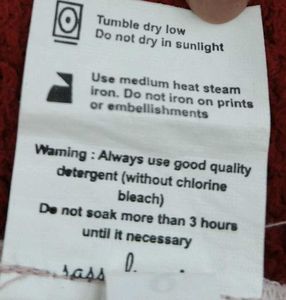 Tumble dry low
Do not dry in sunlight
Use medium heat steam
iron. Do not iron on prints
or embellishments
Warning : Always use good quality
detergent (without chlorine
bleach)
Do not soak more than 3 hours
until it necessary